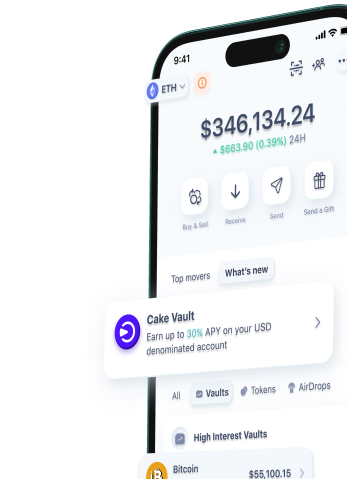 9:41
ETH
$346,134.24
$663.90 (0.39%) 24H
Buy & Sell
Receive
Send
Send a Gift
Top movers
What's new
Cake Vault
Earn up to 30% APY on your USD
denominated account
All
Vaults
Tokens
AirDrops
High Interest Vaults
Bitcoin
$55,100.15